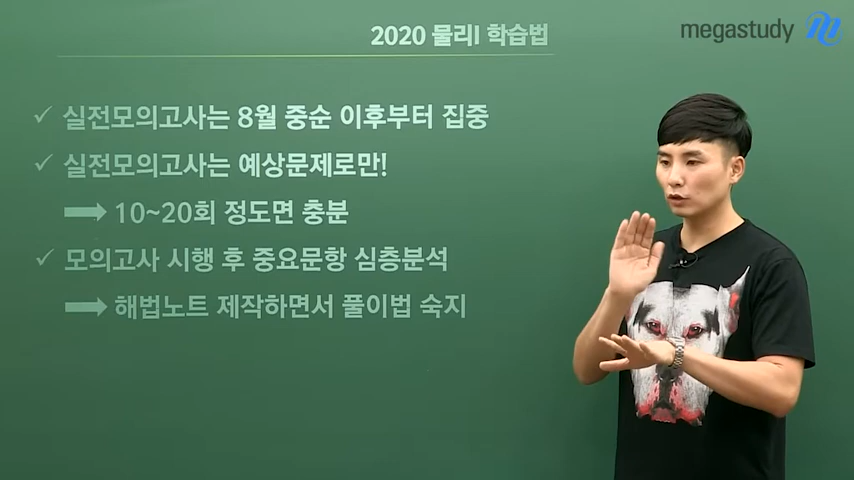 2020 물리I 학습법
megastudy
✓ 실전모의고사는 8월 중순 이후부터 집중
✓ 실전모의고사는 예상문제로만!
➡ 10~20회 정도면 충분
✓ 모의고사 시행 후 중요문항 심층분석
➡ 해법노트 제작하면서 풀이법 숙지